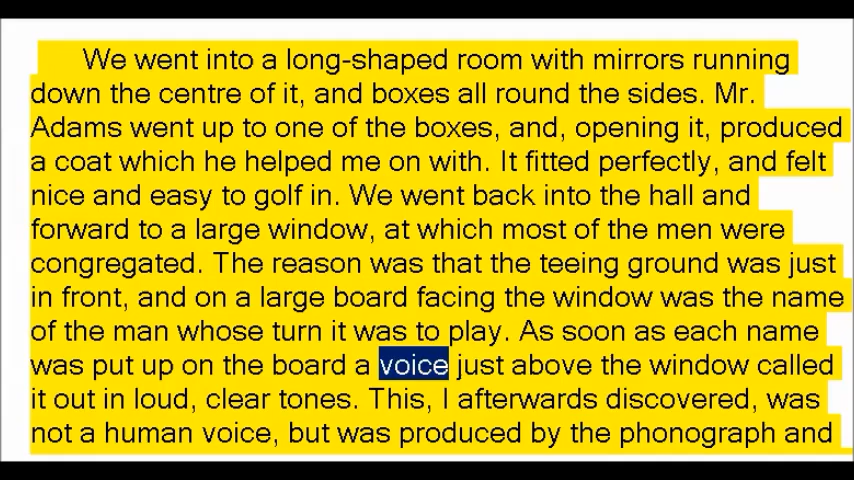 We went into a long-shaped room with mirrors running
down the centre of it, and boxes all round the sides. Mr.
Adams went up to one of the boxes, and, opening it, produced
a coat which he helped me on with. It fitted perfectly, and felt
nice and easy to golf in. We went back into the hall and
forward to a large window, at which most of the men were
congregated. The reason was that the teeing ground was just
in front, and on a large board facing the window was the name
of the man whose turn it was to play. As soon as each name
was put up on the board a voice just above the window called
it out in loud, clear tones. This, I afterwards discovered, was
not a human voice, but was produced by the phonograph and